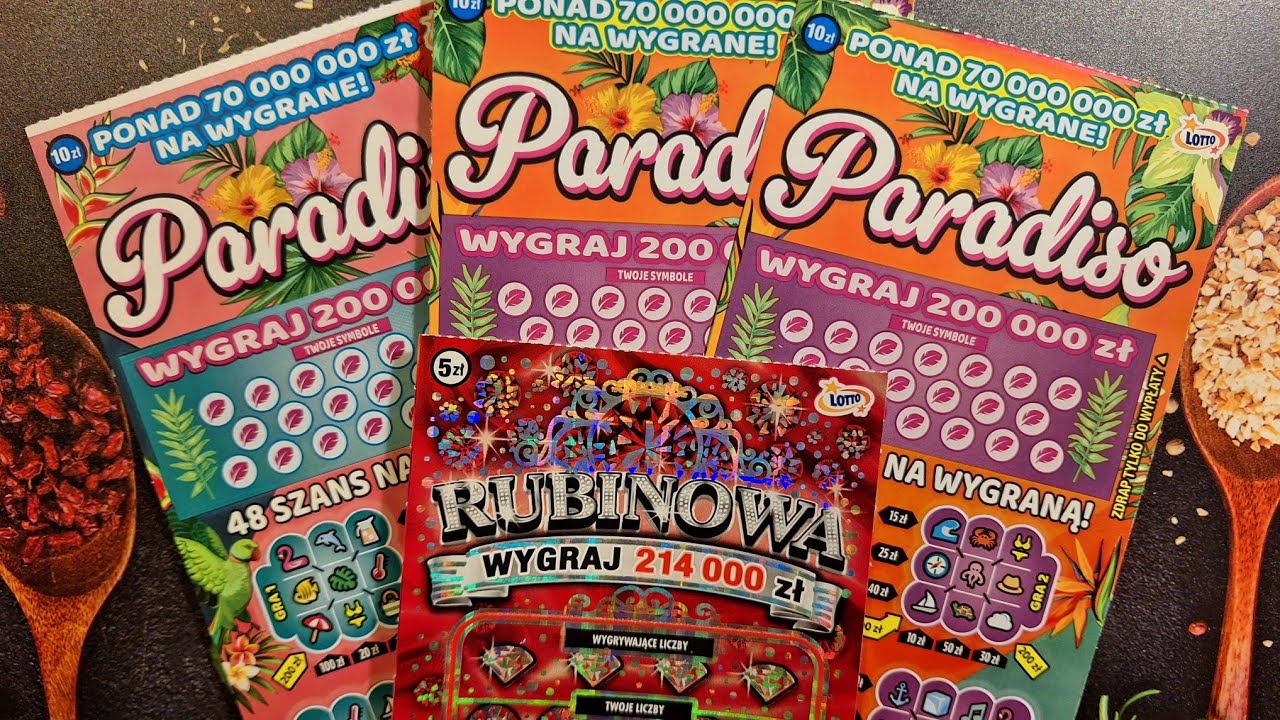 10zł
PONAD 70 000 000 zł
NA WYGRANE!
Paradi
WYGRAJ 200 0
TWOJE SYMBOLE
48 SZANS NA
GRA 1
200 zł
100 zł
20 zł
10zł
PONAD 70 000 000
NA WYGRANE!
Parad
WYGRAJ 200
TWOJE SYMBOLE
10zł
PONAD 70 000 000 zł
NA WYGRANE!
LOTTO
Paradiso
WYGRAJ 200 000 zł
TWOJE SYMBOLE
ZDRAP TYLKO DO WYPŁATY
NA WYGRANĄ!
15 zł
25 zł
40 zł
GRA 2
10 zł
50 zł
30 zł
200 zł
5zł
LOTTO
RUBINOWA
WYGRAJ 214 000 zł
WYGRYWAJĄCE LICZBY
TWOJE LICZBY